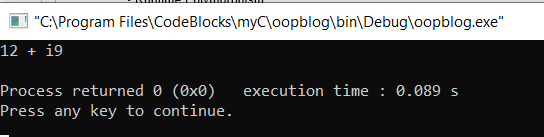 "C:\Program Files\CodeBlocks\myC\oopblog\bin\Debug\oopblog.exe"
12 + i9
Process returned 0 (0x0)   execution time : 0.089 s
Press any key to continue.